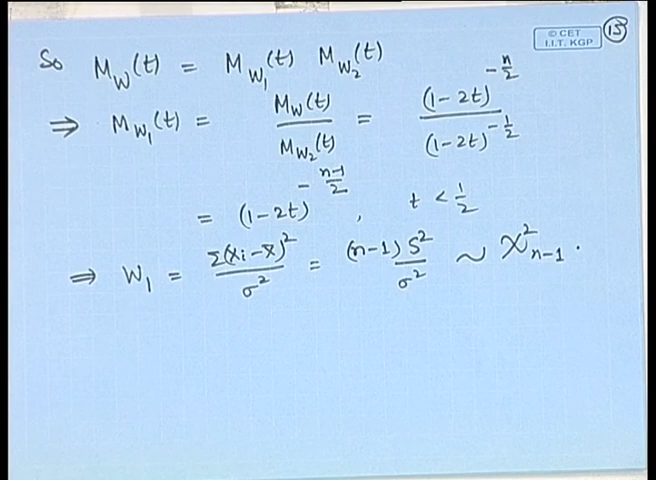 © CET
I.I.T. KGP
15
So M_W(t) = M_{W_1}(t) M_{W_2}(t)
⇒ M_{W_1}(t) = M_W(t) / M_{W_2}(t) = (1-2t)^{-n/2} / (1-2t)^{-1/2}
= (1-2t)^{-(n-1)/2} , t < 1/2
⇒ W_1 = Σ(X_i - X̄)^2 / σ^2 = (n-1) S^2 / σ^2 ~ χ^2_{n-1} .